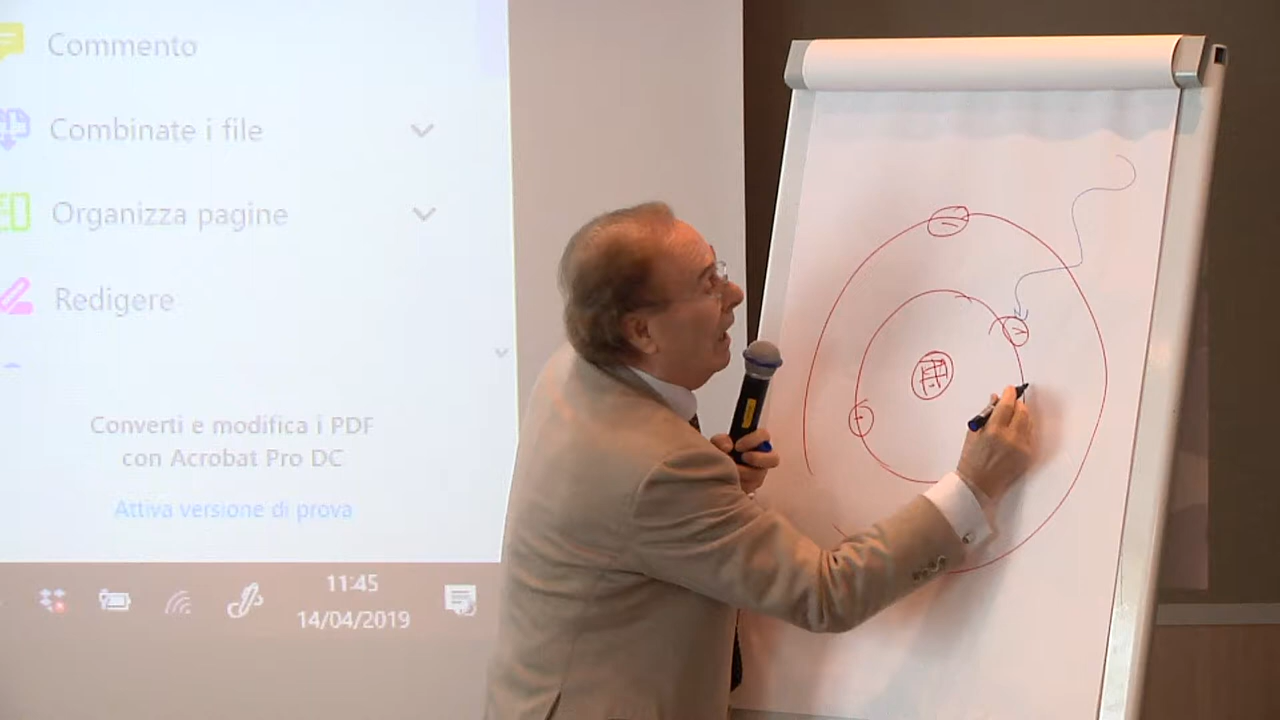 Commento
Combinate i file
Organizza pagine
Redigere
Converti e modifica i PDF
con Acrobat Pro DC
Attiva versione di prova
11:45
14/04/2019